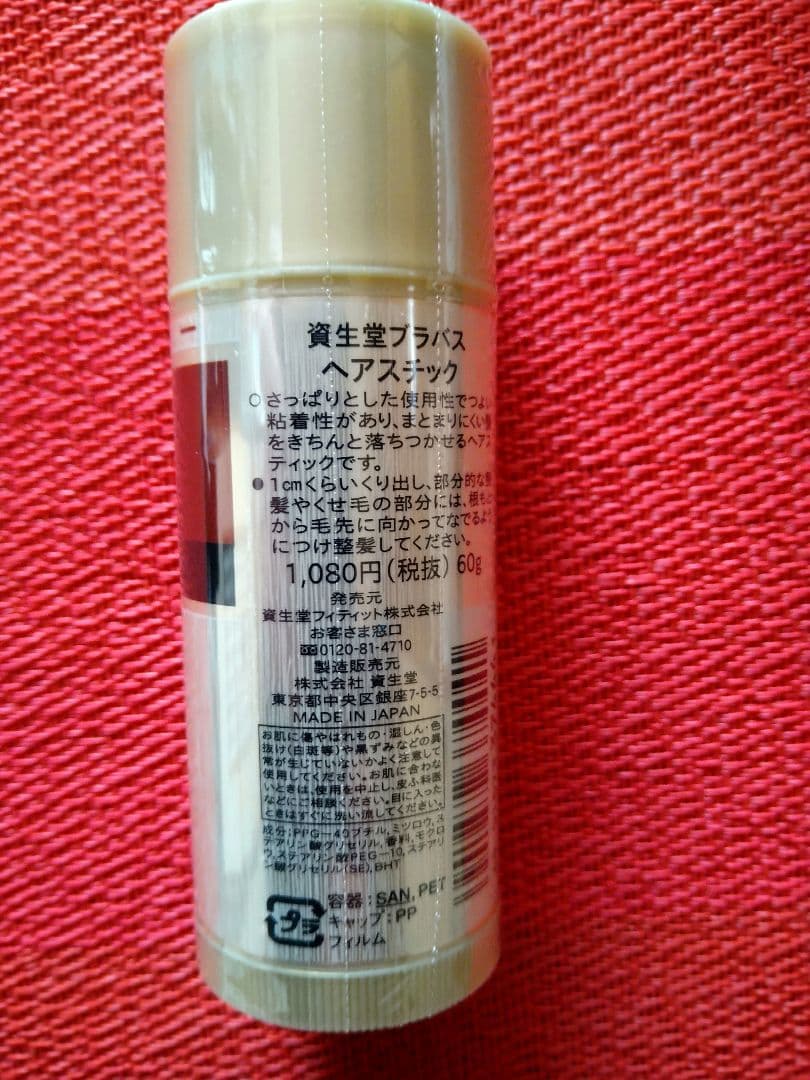 資生堂ブラバス
ヘアスチック
○さっぱりとした使用性でつよい
粘着性があり、まとまりにくい
をきちんと落ちつかせるヘアス
ティックです。
●1cmくらいくり出し、部分的な
髪やくせ毛の部分には、根もと
から毛先に向かってなでるよう
につけ整髪してください。
1,080円(税抜) 60g
発売元
資生堂フィティット株式会社
お客さま窓口
0120-81-4710
製造販売元
株式会社 資生堂
東京都中央区銀座7-5-5
MADE IN JAPAN
お肌に傷やはれもの・湿しん・色
抜け(白斑等)や黒ずみなどの異
常が生じていないかよく注意して
使用してください。お肌に合わな
いときは、使用を中止し、皮ふ科医
などにご相談ください。目に入った
ときはすぐに洗い流してください。
成分:PPG-40ブチル,ミツロウ,ス
テアリン酸グリセリル,香料,モクロ
ウ,ステアリン酸PEG-10,ステアリ
ン酸グリセリル(SE),BHT
プラ
容器:SAN,PET
キャップ:PP
フィルム